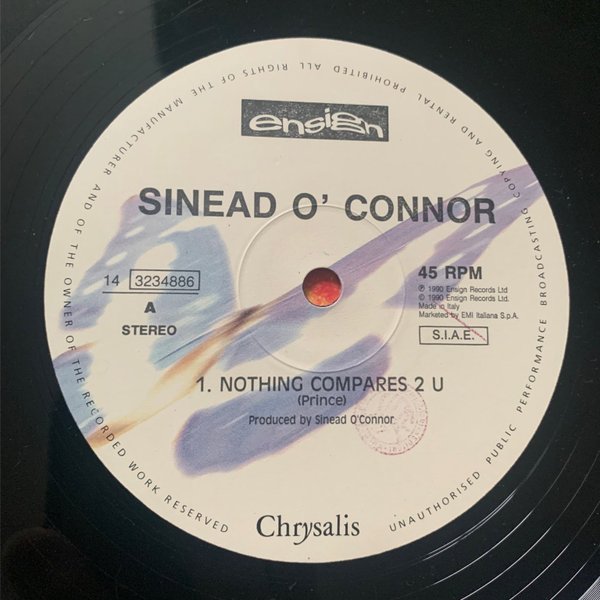 ensign
SINEAD O' CONNOR
14 3234886
A
STEREO
45 RPM
℗ 1990 Ensign Records Ltd
© 1990 Ensign Records Ltd.
Made in Italy
Marketed by EMI Italiana S.p.A.
S.I.A.E.
1. NOTHING COMPARES 2 U
(Prince)
Produced by Sinead O'Connor
Chrysalis
ALL RIGHTS OF THE MANUFACTURER AND OF THE OWNER OF THE RECORDED WORK RESERVED
UNAUTHORISED PUBLIC PERFORMANCE BROADCASTING COPYING AND RENTAL PROHIBITED